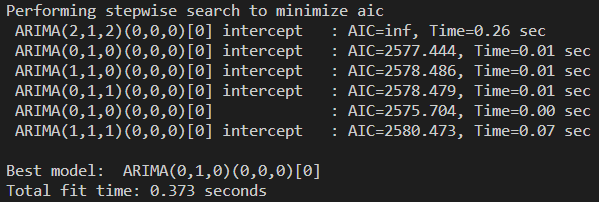 Performing stepwise search to minimize aic
ARIMA(2,1,2)(0,0,0)[0] intercept   : AIC=inf, Time=0.26 sec
ARIMA(0,1,0)(0,0,0)[0] intercept   : AIC=2577.444, Time=0.01 sec
ARIMA(1,1,0)(0,0,0)[0] intercept   : AIC=2578.486, Time=0.01 sec
ARIMA(0,1,1)(0,0,0)[0] intercept   : AIC=2578.479, Time=0.01 sec
ARIMA(0,1,0)(0,0,0)[0]             : AIC=2575.704, Time=0.00 sec
ARIMA(1,1,1)(0,0,0)[0] intercept   : AIC=2580.473, Time=0.07 sec
Best model:  ARIMA(0,1,0)(0,0,0)[0]
Total fit time: 0.373 seconds